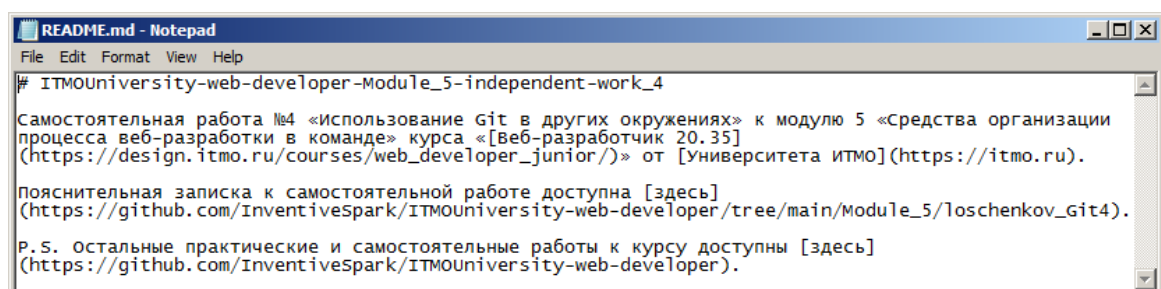 README.md - Notepad
File Edit Format View Help
# ITMOUniversity-web-developer-Module_5-independent-work_4
Самостоятельная работа №4 «Использование Git в других окружениях» к модулю 5 «Средства организации
процесса веб-разработки в команде» курса «[Веб-разработчик 20.35]
(https://design.itmo.ru/courses/web_developer_junior/)» от [Университета ИТМО](https://itmo.ru).
Пояснительная записка к самостоятельной работе доступна [здесь]
(https://github.com/InventiveSpark/ITMOUniversity-web-developer/tree/main/Module_5/loschenkov_Git4).
P.S. Остальные практические и самостоятельные работы к курсу доступны [здесь]
(https://github.com/InventiveSpark/ITMOUniversity-web-developer).